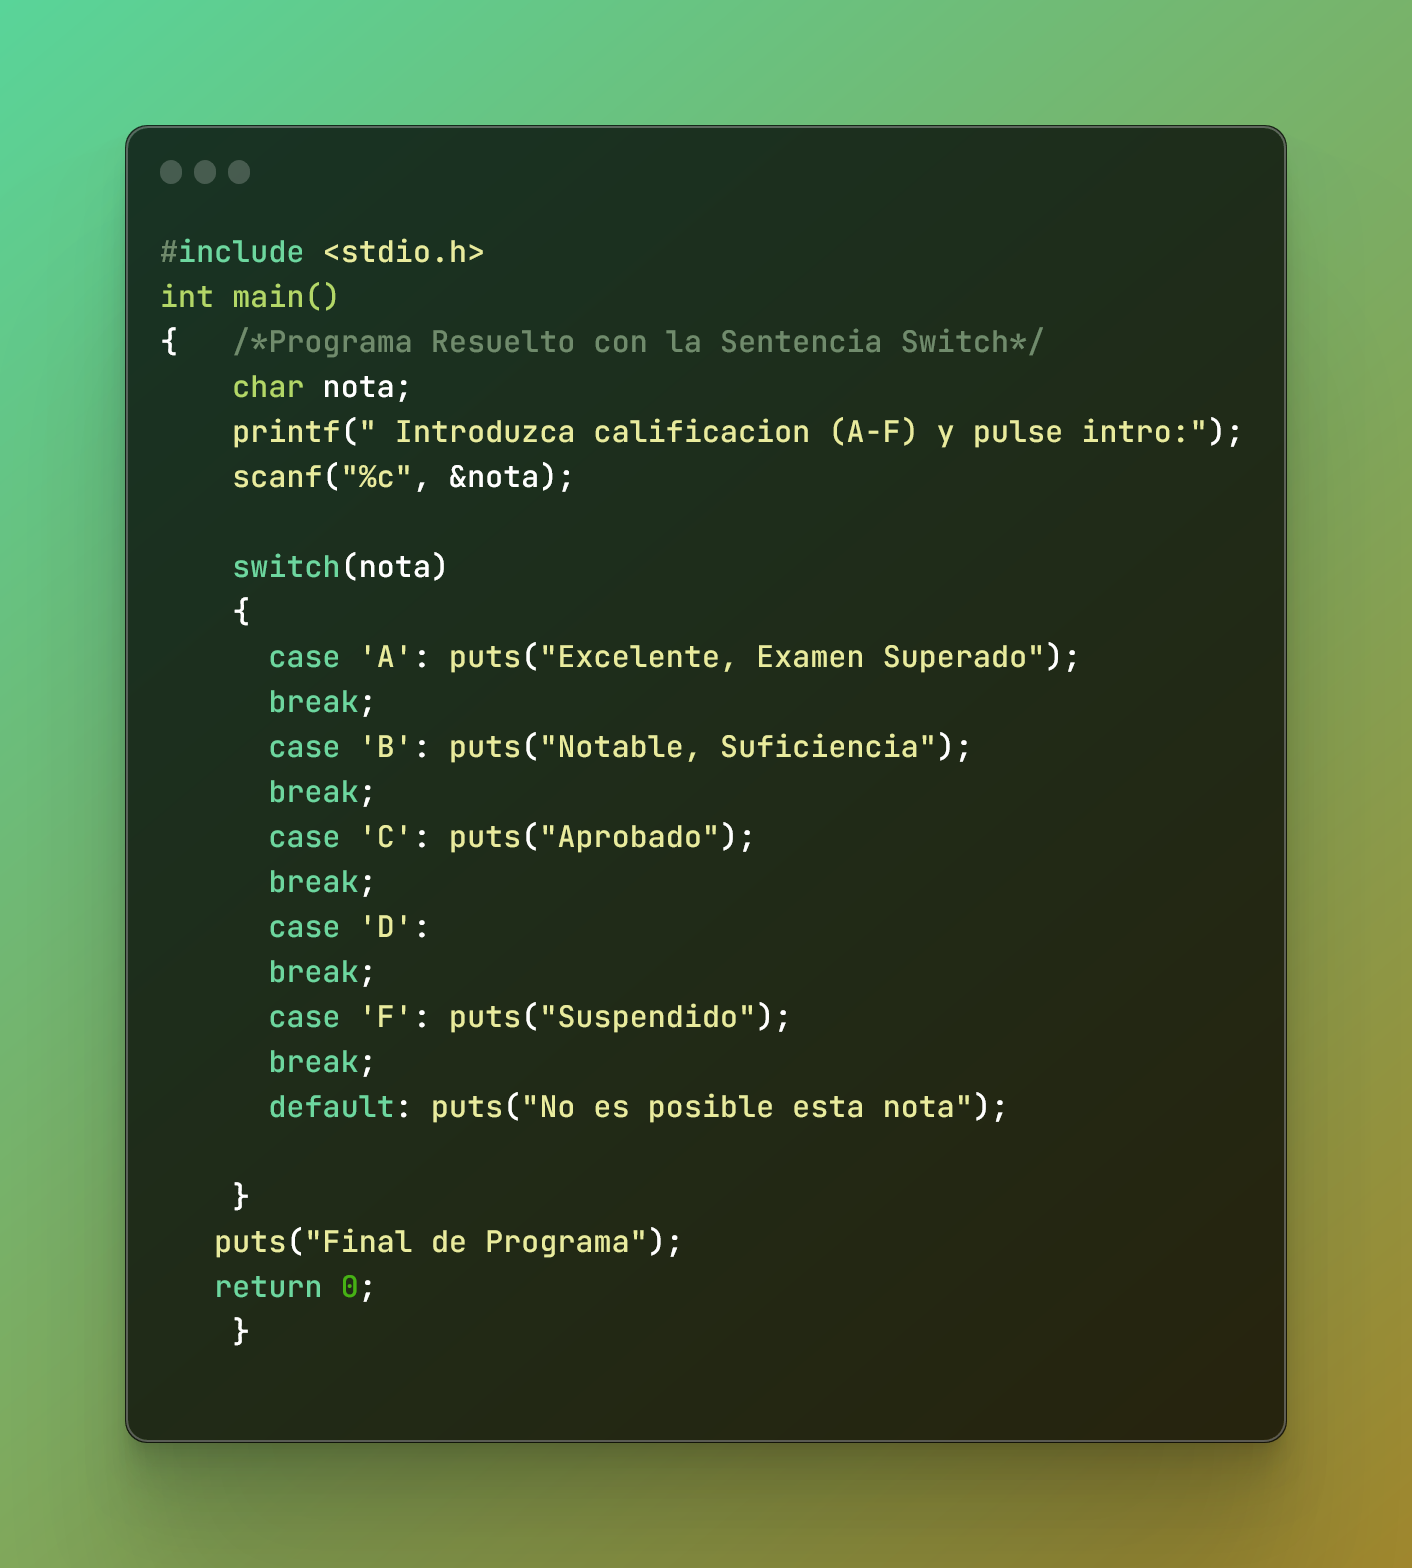 #include <stdio.h>
int main()
{   /*Programa Resuelto con la Sentencia Switch*/
    char nota;
    printf(" Introduzca calificacion (A-F) y pulse intro:");
    scanf("%c", &nota);

    switch(nota)
    {
      case 'A': puts("Excelente, Examen Superado");
      break;
      case 'B': puts("Notable, Suficiencia");
      break;
      case 'C': puts("Aprobado");
      break;
      case 'D':
      break;
      case 'F': puts("Suspendido");
      break;
      default: puts("No es posible esta nota");

    }
   puts("Final de Programa");
   return 0;
    }